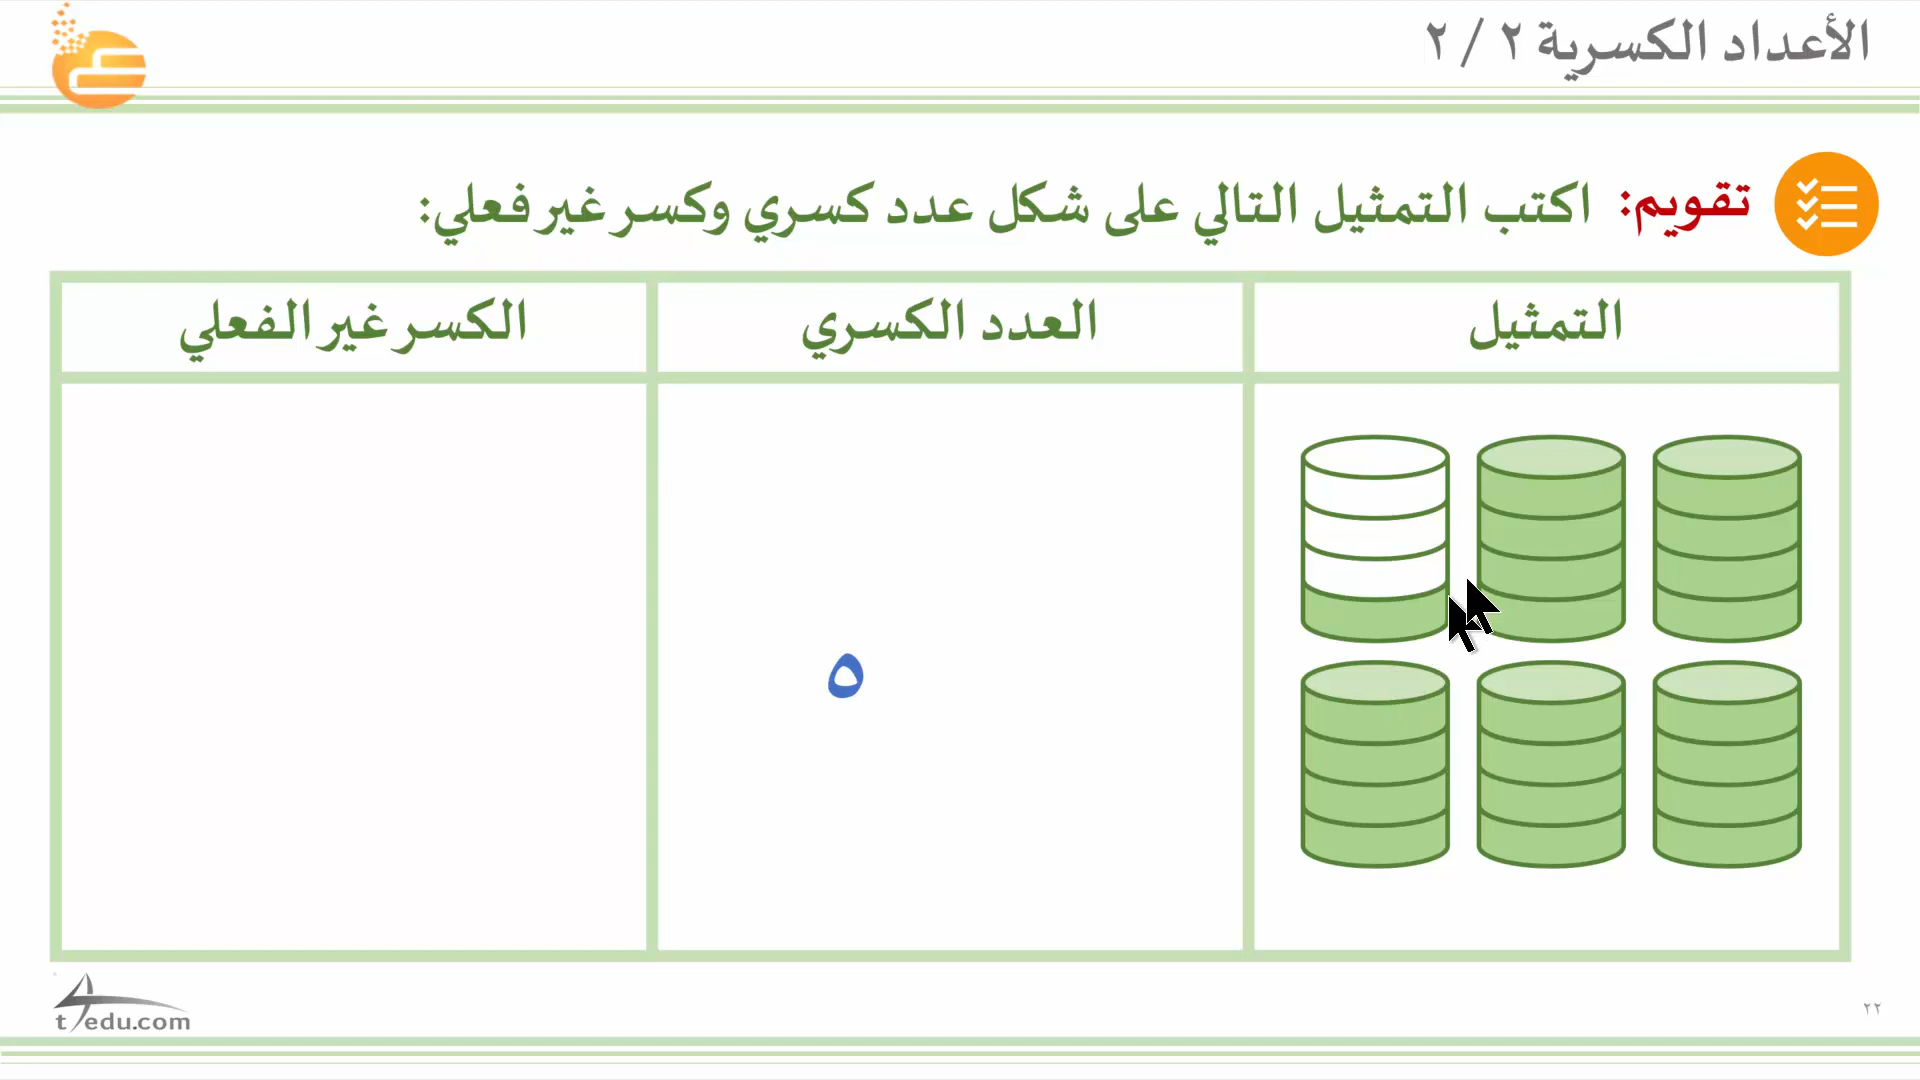 الأعداد الكسرية ٢ / ٢
تقويم: اكتب التمثيل التالي على شكل عدد كسري وكسر غير فعلي:
التمثيل
العدد الكسري
الكسر غير الفعلي
٥
t4edu.com
٢٢